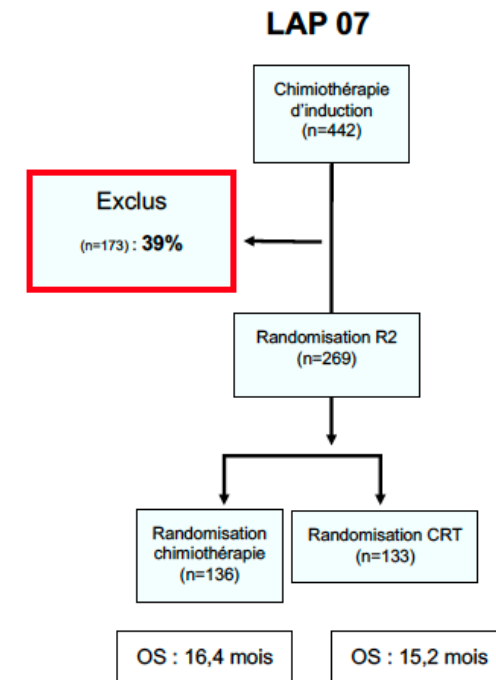 LAP 07
Chimiothérapie
d'induction
(n=442)
Exclus
(n=173) : 39%
Randomisation R2
(n=269)
Randomisation
chimiothérapie
(n=136)
Randomisation CRT
(n=133)
OS : 16,4 mois
OS : 15,2 mois